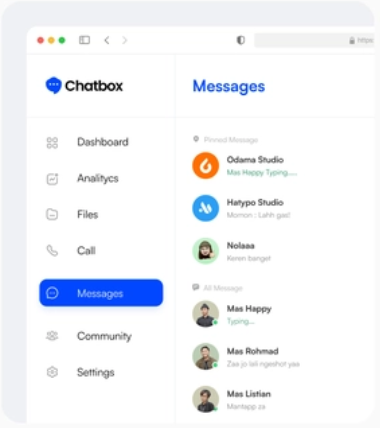 https
Chatbox
Messages
Dashboard
Analitycs
Files
Call
Messages
Community
Settings
Pinned Message
Odama Studio
Mas Happy Typing.....
Hatypo Studio
Momon : Lahh gas!
Nolaaa
Keren banget
All Message
Mas Happy
Typing...
Mas Rohmad
Zaa jo lali ngeshot yaa
Mas Listian
Mantapp za